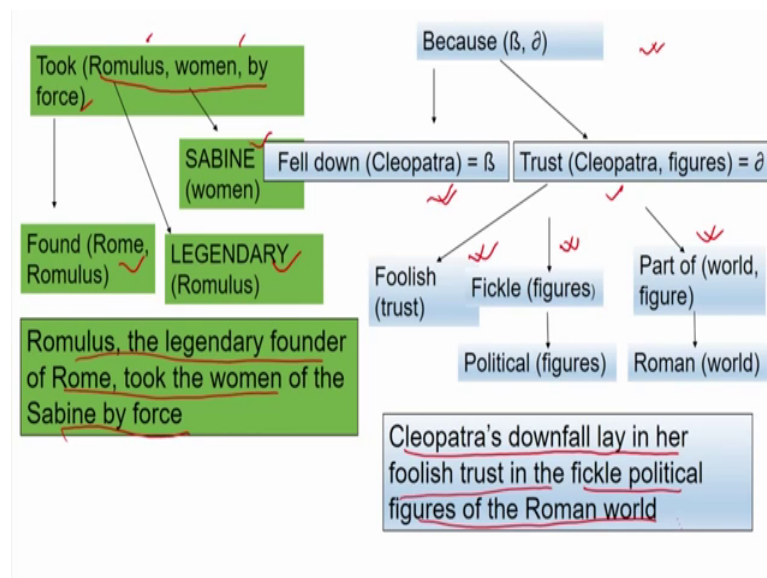 Took (Romulus, women, by
force)
SABINE
(women)
Found (Rome,
Romulus)
LEGENDARY
(Romulus)
Romulus, the legendary founder
of Rome, took the women of the
Sabine by force
Because (ß, ∂)
Fell down (Cleopatra) = ß
Trust (Cleopatra, figures) = ∂
Foolish
(trust)
Fickle (figures)
Part of (world,
figure)
Political (figures)
Roman (world)
Cleopatra's downfall lay in her
foolish trust in the fickle political
figures of the Roman world